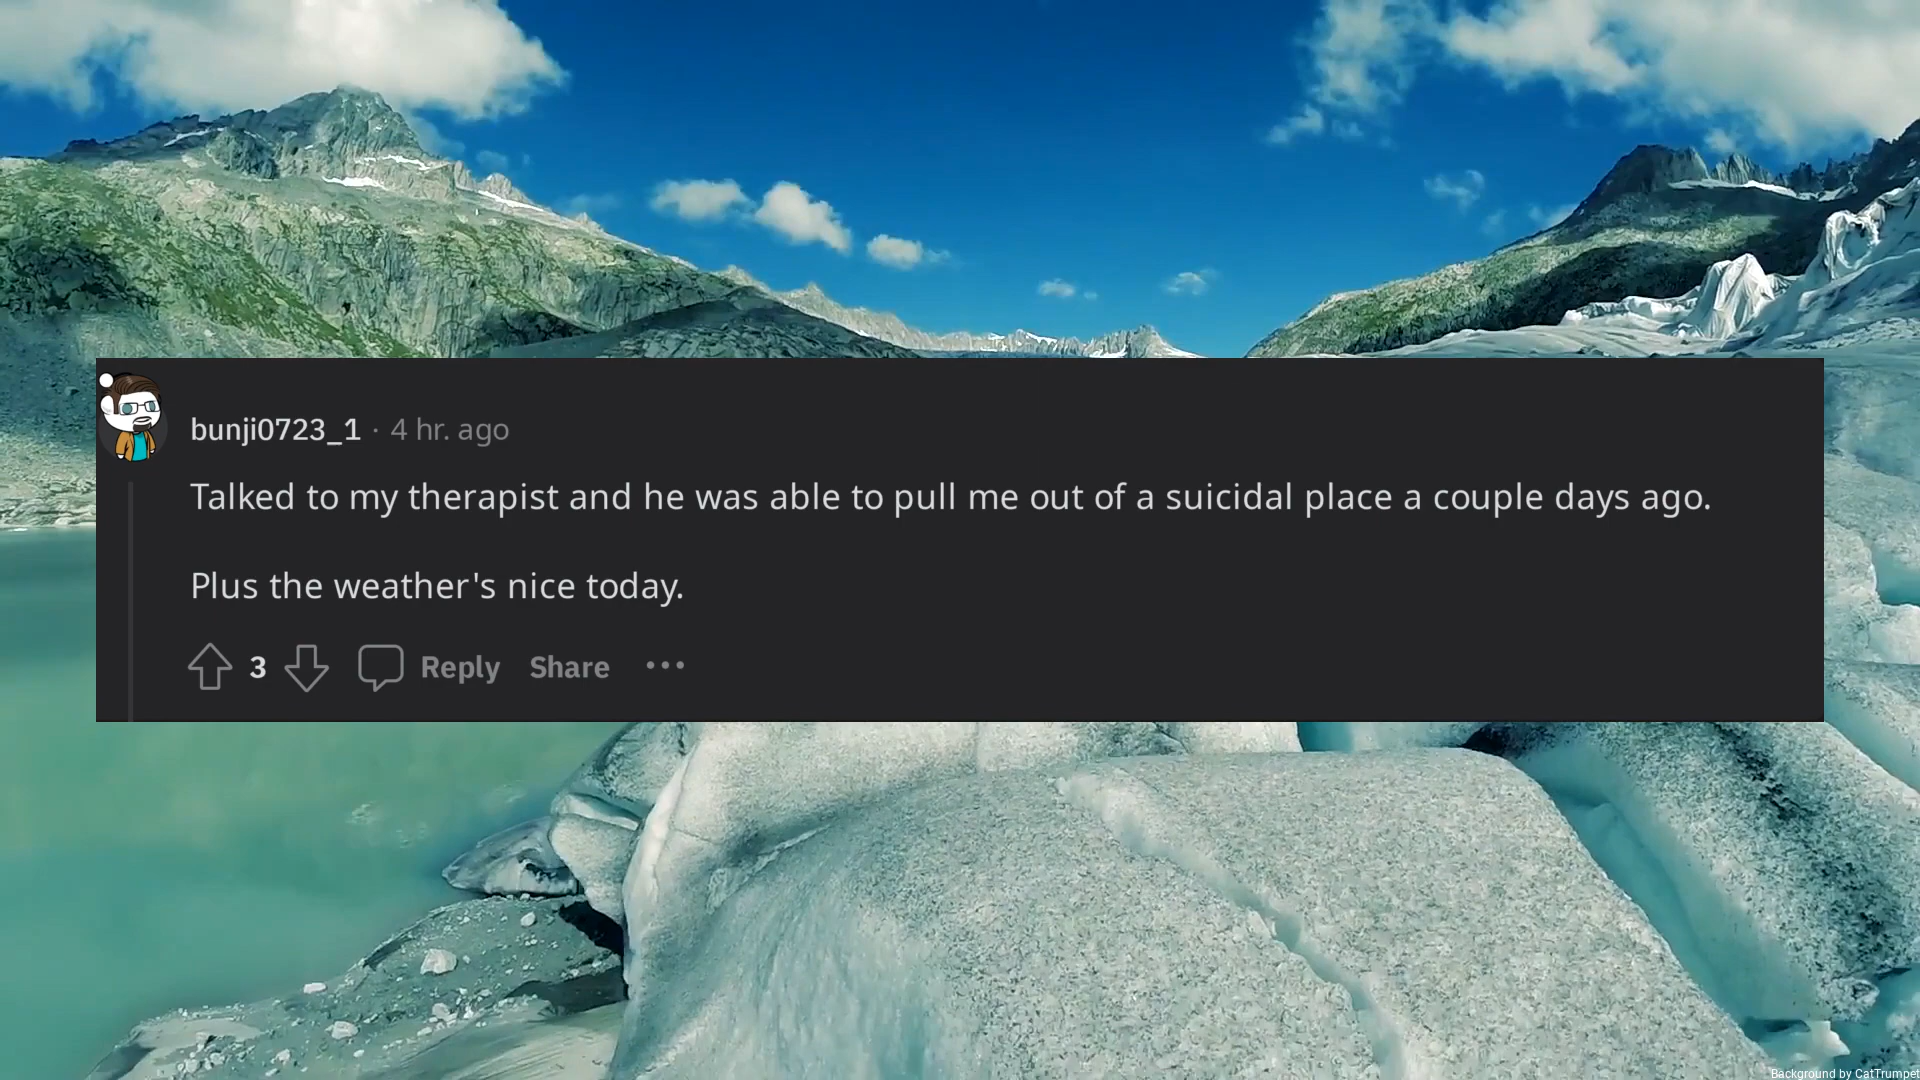 bunji0723_1 · 4 hr. ago
Talked to my therapist and he was able to pull me out of a suicidal place a couple days ago.
Plus the weather's nice today.
3 Reply Share ···
Background by CatTrumpet